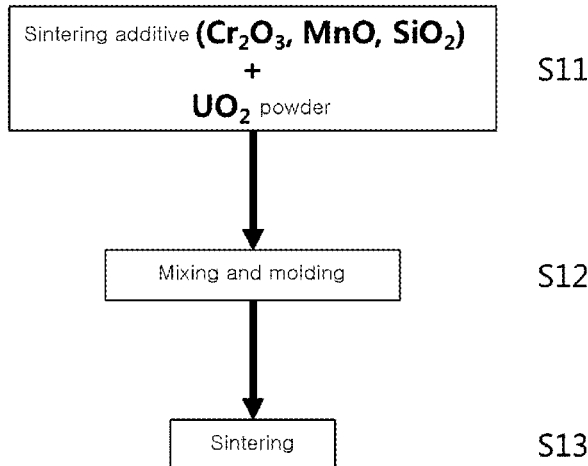 Sintering additive (Cr₂O₃, MnO, SiO₂)
+
UO₂ powder
S11
Mixing and molding
S12
Sintering
S13